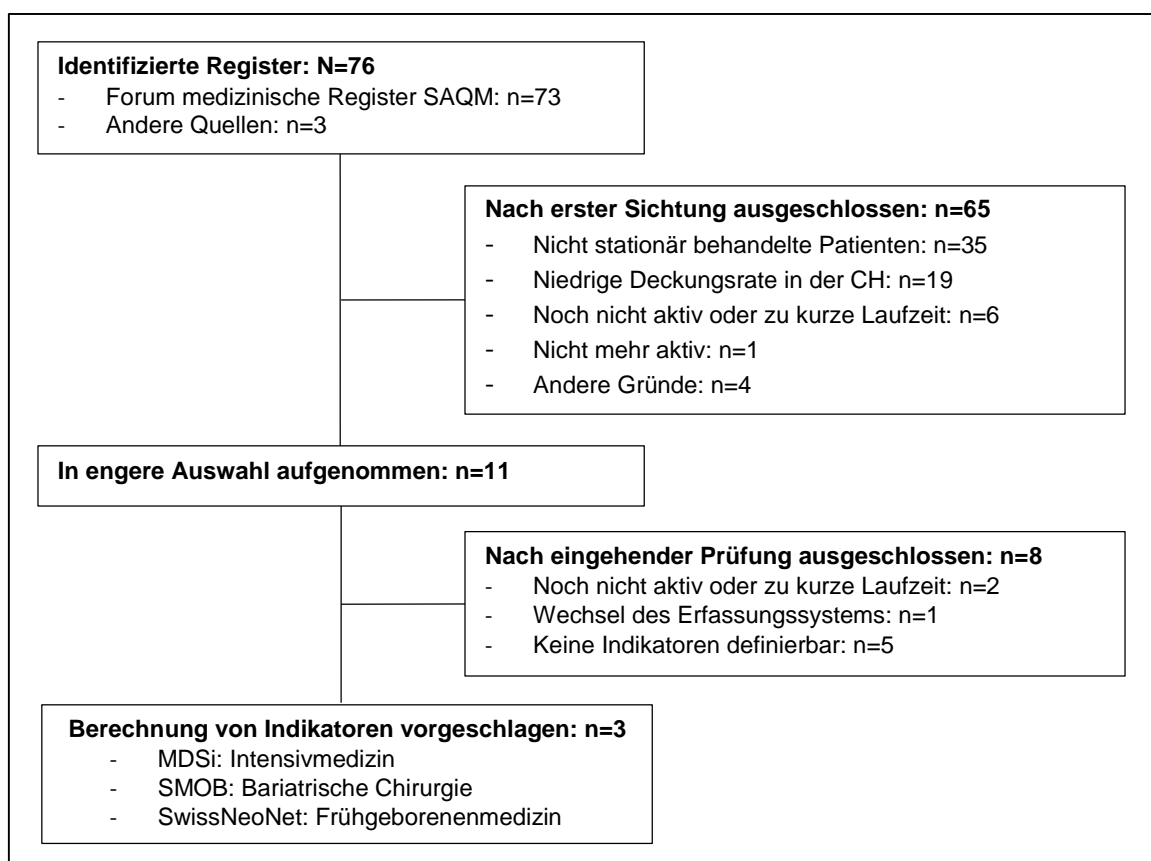 Identifizierte Register: N=76
- Forum medizinische Register SAQM: n=73
- Andere Quellen: n=3
Nach erster Sichtung ausgeschlossen: n=65
- Nicht stationär behandelte Patienten: n=35
- Niedrige Deckungsrate in der CH: n=19
- Noch nicht aktiv oder zu kurze Laufzeit: n=6
- Nicht mehr aktiv: n=1
- Andere Gründe: n=4
In engere Auswahl aufgenommen: n=11
Nach eingehender Prüfung ausgeschlossen: n=8
- Noch nicht aktiv oder zu kurze Laufzeit: n=2
- Wechsel des Erfassungssystems: n=1
- Keine Indikatoren definierbar: n=5
Berechnung von Indikatoren vorgeschlagen: n=3
- MDSi: Intensivmedizin
- SMOB: Bariatrische Chirurgie
- SwissNeoNet: Frühgeborenenmedizin